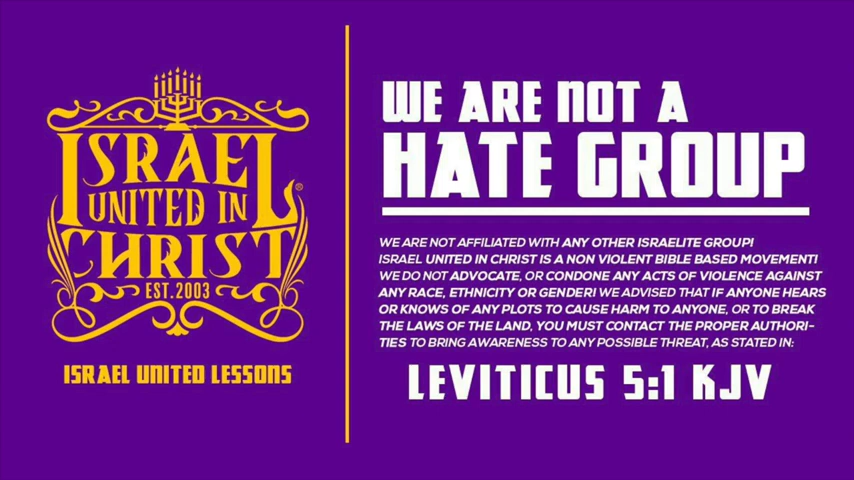 ISRAEL
UNITED IN
CHRIST
®
EST.2003
ISRAEL UNITED LESSONS
WE ARE NOT A
HATE GROUP
WE ARE NOT AFFILIATED WITH ANY OTHER ISRAELITE GROUP!
ISRAEL UNITED IN CHRIST IS A NON VIOLENT BIBLE BASED MOVEMENT!
WE DO NOT ADVOCATE, OR CONDONE ANY ACTS OF VIOLENCE AGAINST
ANY RACE, ETHNICITY OR GENDER! WE ADVISED THAT IF ANYONE HEARS
OR KNOWS OF ANY PLOTS TO CAUSE HARM TO ANYONE, OR TO BREAK
THE LAWS OF THE LAND, YOU MUST CONTACT THE PROPER AUTHORI-
TIES TO BRING AWARENESS TO ANY POSSIBLE THREAT, AS STATED IN:
LEVITICUS 5:1 KJV